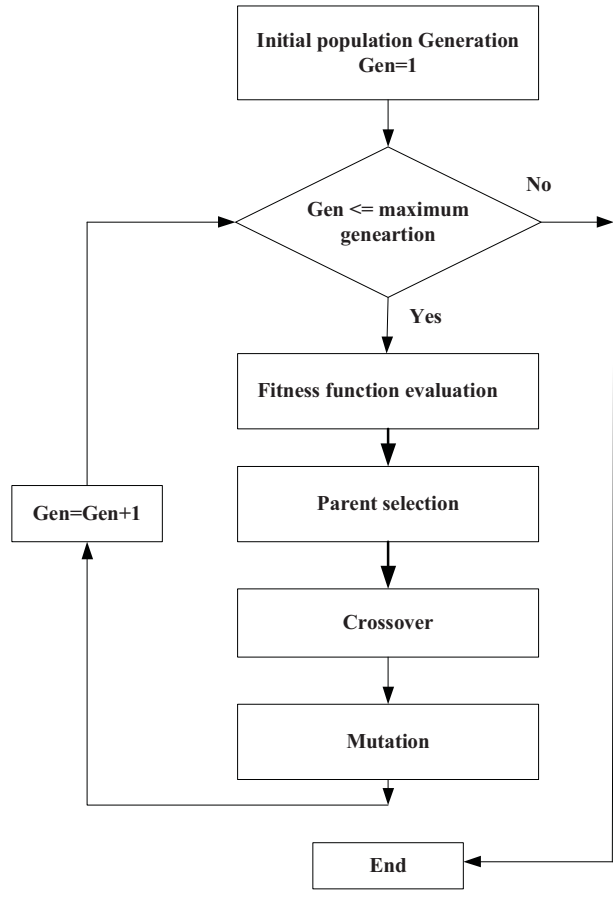 Initial population Generation
Gen=1
No
Gen <= maximum
geneartion
Yes
Fitness function evaluation
Parent selection
Gen=Gen+1
Crossover
Mutation
End